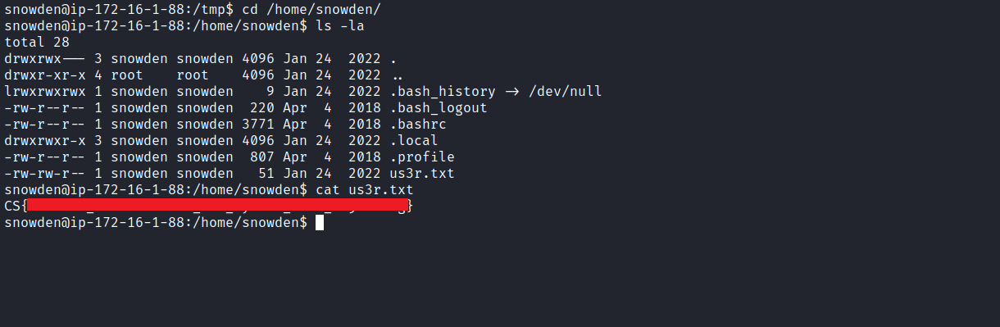 snowden@ip-172-16-1-88:/tmp$ cd /home/snowden/
snowden@ip-172-16-1-88:/home/snowden$ ls -la
total 28
drwxrwx--- 3 snowden snowden 4096 Jan 24  2022 .
drwxr-xr-x 4 root    root    4096 Jan 24  2022 ..
lrwxrwxrwx 1 snowden snowden    9 Jan 24  2022 .bash_history -> /dev/null
-rw-r--r-- 1 snowden snowden  220 Apr  4  2018 .bash_logout
-rw-r--r-- 1 snowden snowden 3771 Apr  4  2018 .bashrc
drwxrwxr-x 3 snowden snowden 4096 Jan 24  2022 .local
-rw-r--r-- 1 snowden snowden  807 Apr  4  2018 .profile
-rw-rw-r-- 1 snowden snowden   51 Jan 24  2022 us3r.txt
snowden@ip-172-16-1-88:/home/snowden$ cat us3r.txt
CS{ }
snowden@ip-172-16-1-88:/home/snowden$